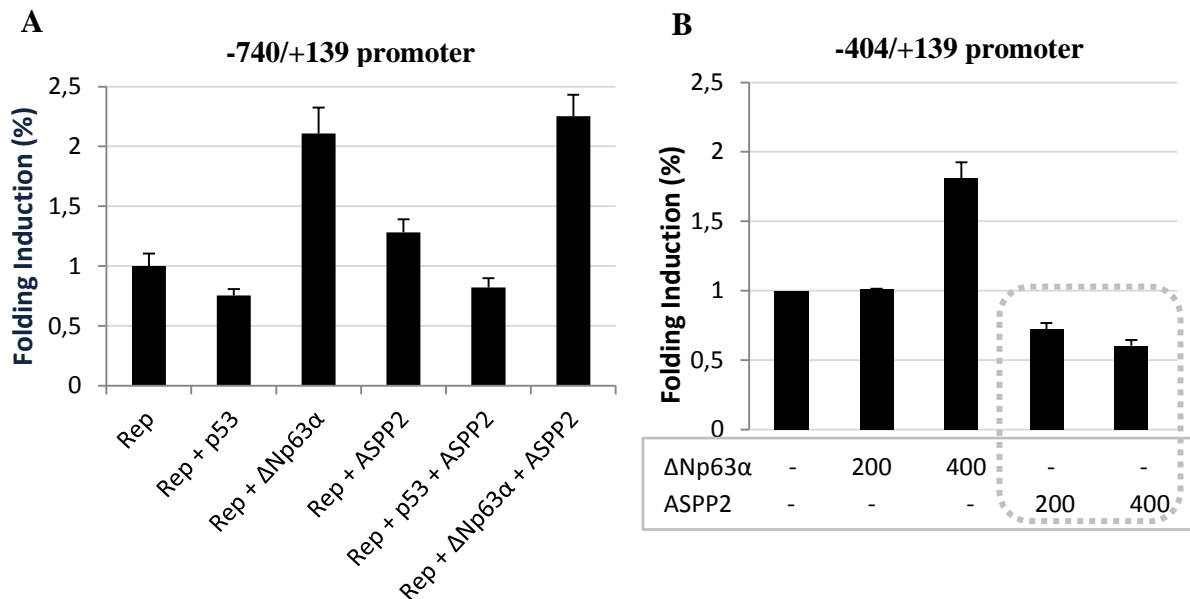 A
-740/+139 promoter
Folding Induction (%)
2,5
2
1,5
1
0,5
0
Rep
Rep + p53
Rep + ΔNp63α
Rep + ASPP2
Rep + p53 + ASPP2
Rep + ΔNp63α + ASPP2
B
-404/+139 promoter
Folding Induction (%)
2,5
2
1,5
1
0,5
0
ΔNp63α - 200 400 - -
ASPP2 - - - 200 400